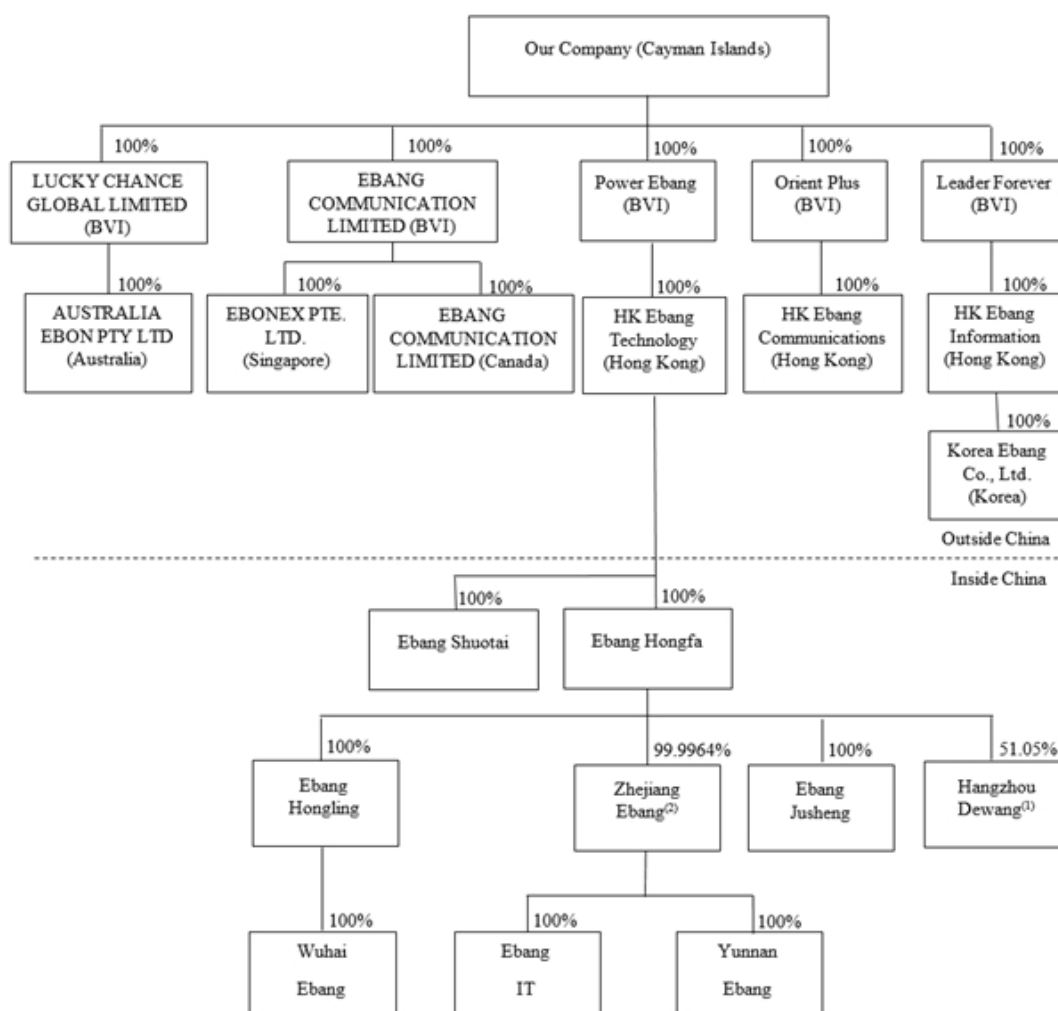 Our Company (Cayman Islands)
100%
100%
100%
100%
100%
LUCKY CHANCE
GLOBAL LIMITED
(BVI)
EBANG
COMMUNICATION
LIMITED (BVI)
Power Ebang
(BVI)
Orient Plus
(BVI)
Leader Forever
(BVI)
100%
100%
100%
100%
100%
100%
AUSTRALIA
EBON PTY LTD
(Australia)
EBONEX PTE.
LTD.
(Singapore)
EBANG
COMMUNICATION
LIMITED (Canada)
HK Ebang
Technology
(Hong Kong)
HK Ebang
Communications
(Hong Kong)
HK Ebang
Information
(Hong Kong)
100%
Korea Ebang
Co., Ltd.
(Korea)
Outside China
Inside China
100%
100%
Ebang Shuotai
Ebang Hongfa
100%
99.9964%
100%
51.05%
Ebang
Hongling
Zhejiang
Ebang(2)
Ebang
Jusheng
Hangzhou
Dewang(1)
100%
100%
100%
Wuhai
Ebang
Ebang
IT
Yunnan
Ebang